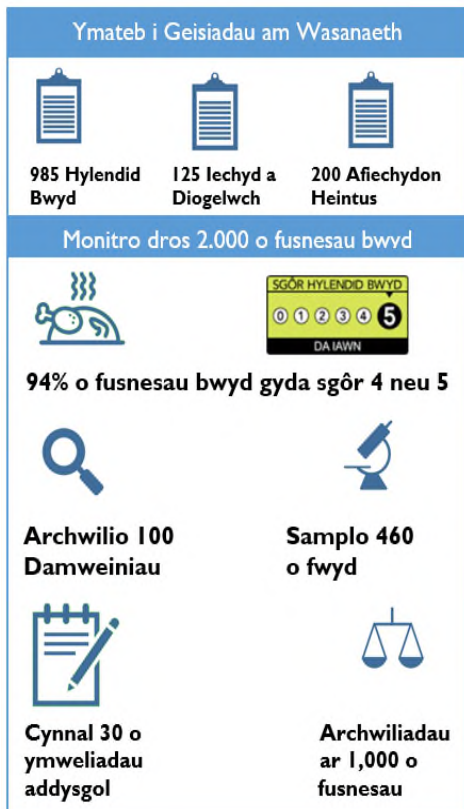 Ymateb i Geisiadau am Wasanaeth
985 Hylendid
Bwyd
125 Iechyd a
Diogelwch
200 Afiechydon
Heintus
Monitro dros 2.000 o fusnesau bwyd
SGÔR HYLENDID BWYD
0 1 2 3 4 5
DA IAWN
94% o fusnesau bwyd gyda sgôr 4 neu 5
Archwilio 100
Damweiniau
Samplo 460
o fwyd
Cynnal 30 o
ymweliadau
addysgol
Archwiliadau
ar 1,000 o
fusnesau